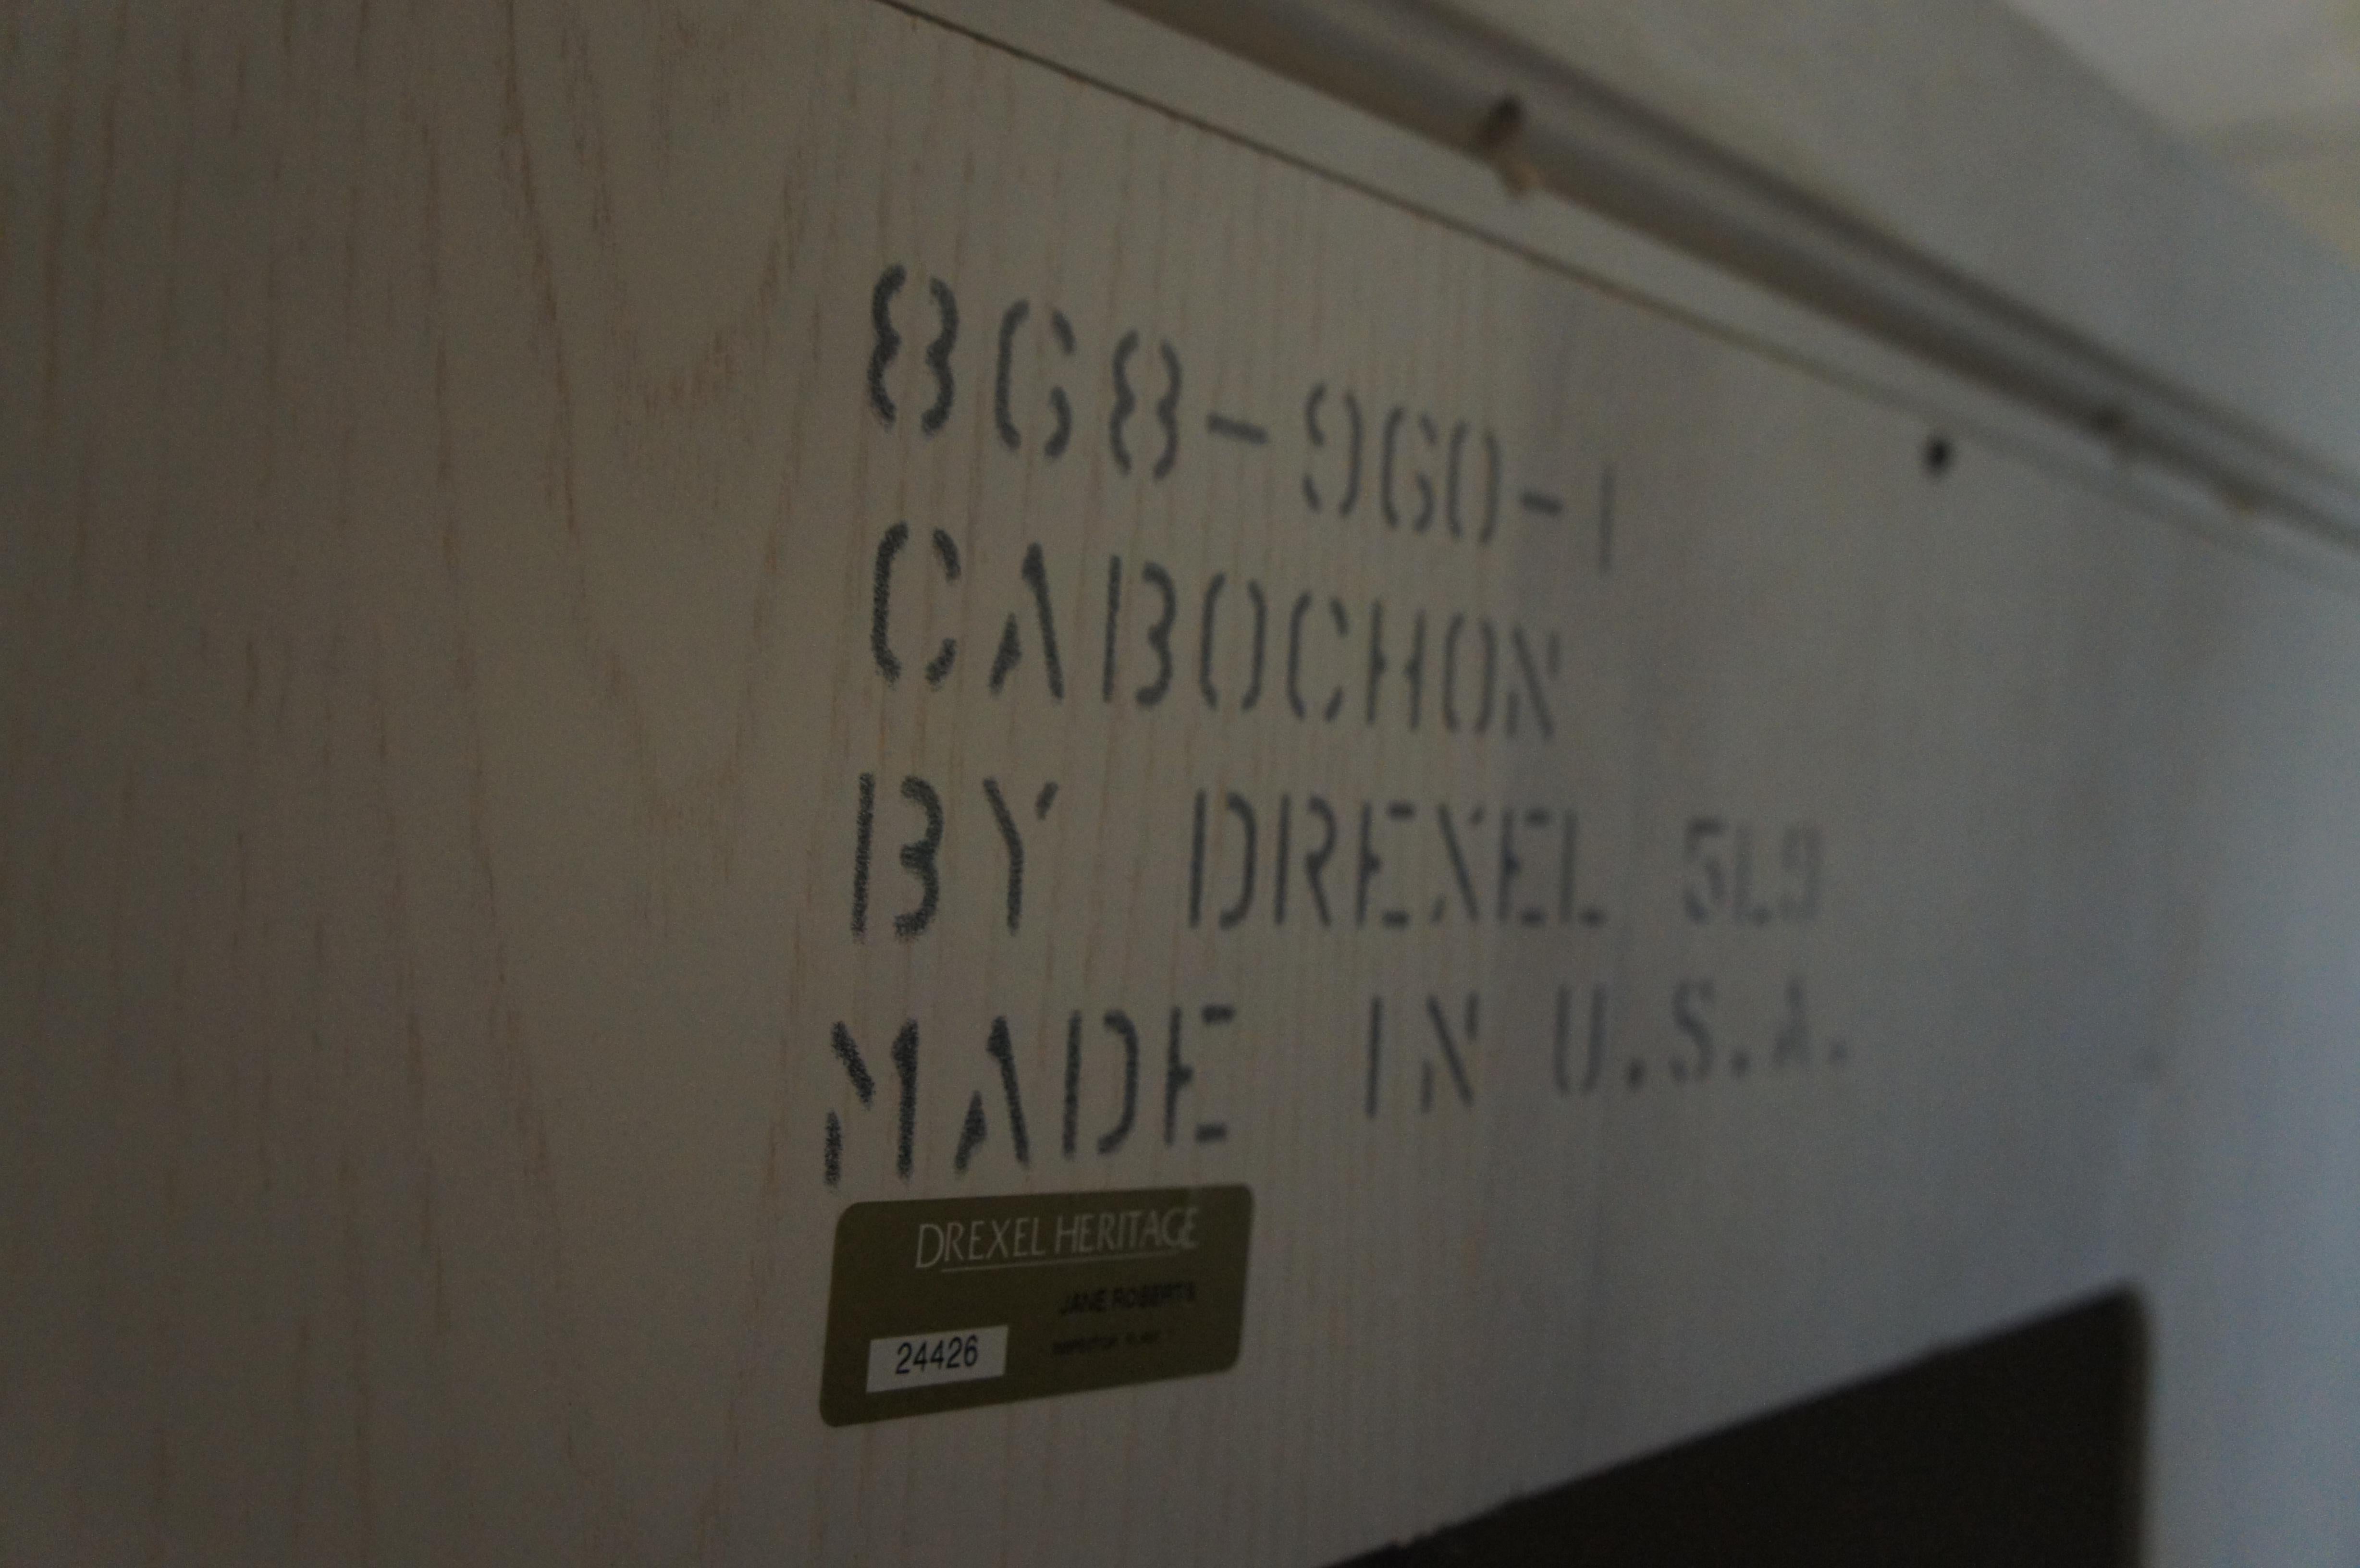 868-960-1
CABOCHON
BY DREXEL 5L9
MADE IN U.S.A.
DREXEL HERITAGE
JANE ROBERTS
24426